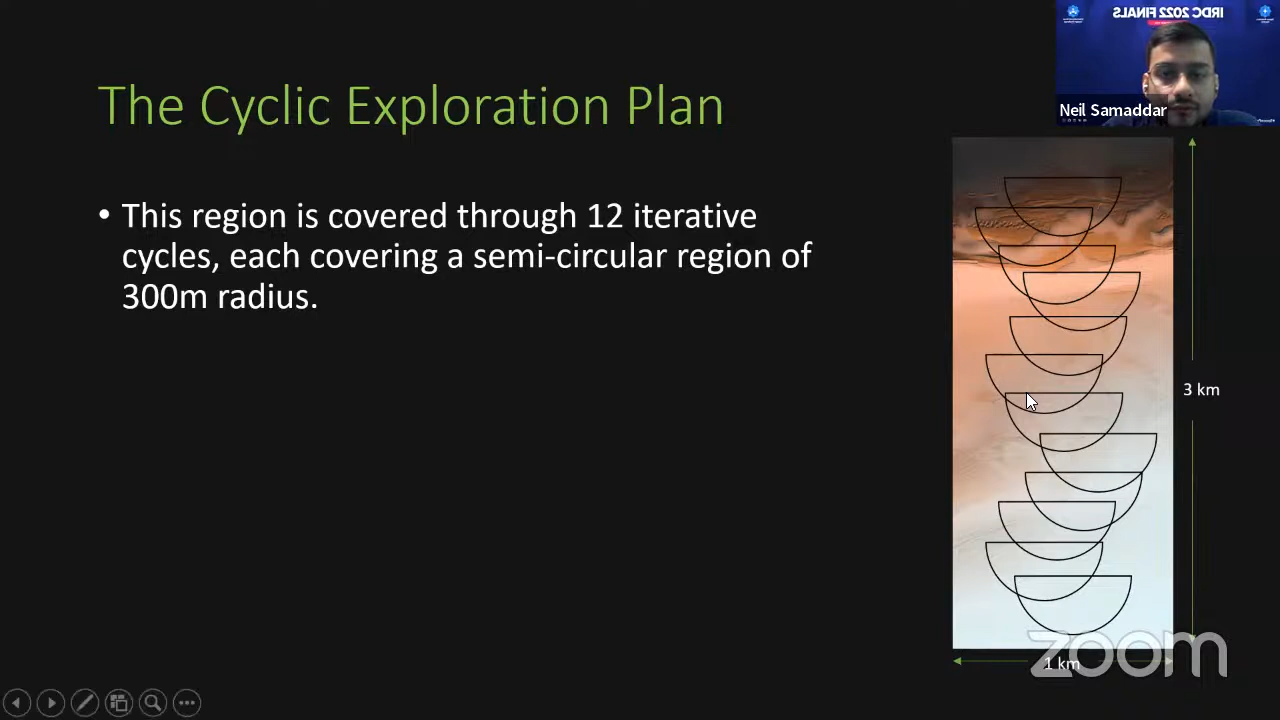 IRDC 2022 FINALS
Neil Samaddar
The Cyclic Exploration Plan
• This region is covered through 12 iterative
cycles, each covering a semi-circular region of
300m radius.
3 km
1 km
zoom